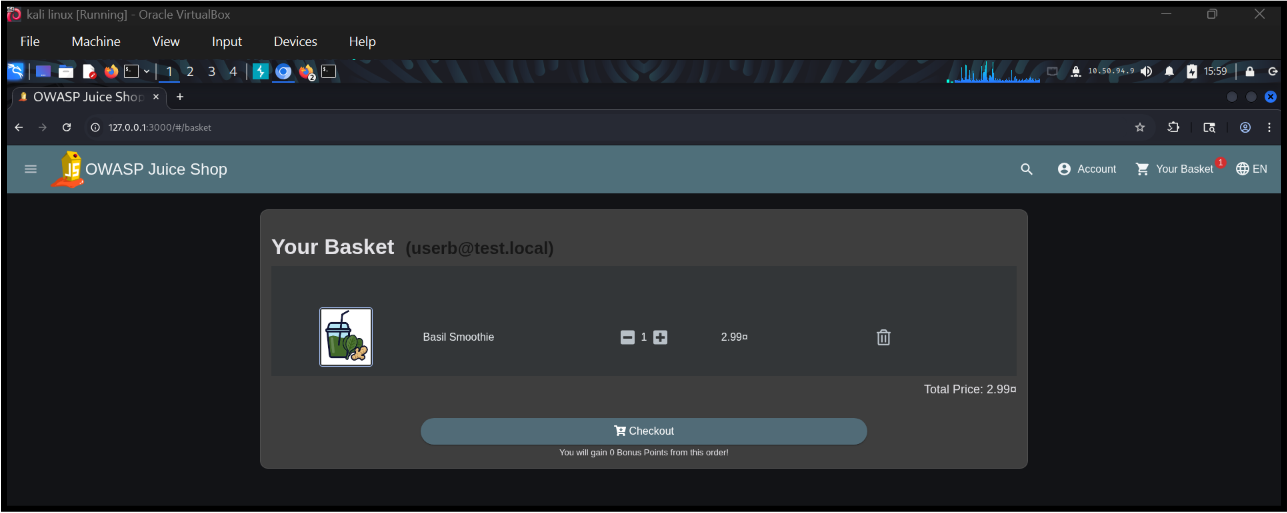 kali linux [Running] - Oracle VirtualBox
File Machine View Input Devices Help
1 2 3 4 2 10.50.94.9 15:59
OWASP Juice Shop × +
127.0.0.1:3000/#/basket
JS OWASP Juice Shop Account Your Basket 1 EN
Your Basket (userb@test.local)
Basil Smoothie 1 2.99¤
Total Price: 2.99¤
Checkout
You will gain 0 Bonus Points from this order!